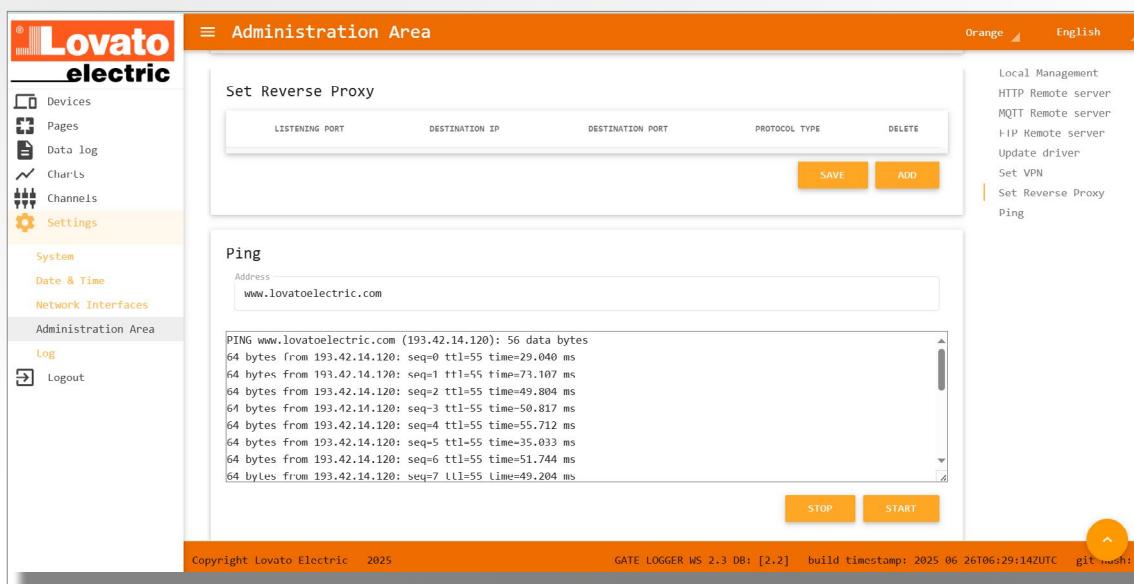 Lovato
electric
Administration Area
Orange
English
Devices
Pages
Data log
Charts
Channels
Settings
System
Date & Time
Network Interfaces
Administration Area
Log
Logout
Set Reverse Proxy
LISTENING PORT DESTINATION IP DESTINATION PORT PROTOCOL TYPE DELETE
SAVE ADD
Ping
Address
www.lovatoelectric.com
PING www.lovatoelectric.com (193.42.14.120): 56 data bytes
64 bytes from 193.42.14.120: seq=0 ttl=55 time=29.040 ms
64 bytes from 193.42.14.120: seq=1 ttl=55 time=73.107 ms
64 bytes from 193.42.14.120: seq=2 ttl=55 time=49.804 ms
64 bytes from 193.42.14.120: seq=3 ttl=55 time=50.817 ms
64 bytes from 193.42.14.120: seq=4 ttl=55 time=55.712 ms
64 bytes from 193.42.14.120: seq=5 ttl=55 time=35.033 ms
64 bytes from 193.42.14.120: seq=6 ttl=55 time=51.744 ms
64 bytes from 193.42.14.120: seq=7 ttl=55 time=49.204 ms
STOP START
Local Management
HTTP Remote server
MQTT Remote server
FTP Remote server
Update driver
Set VPN
Set Reverse Proxy
Ping
Copyright Lovato Electric 2025 GATE LOGGER WS 2.3 DB: [2.2] build timestamp: 2025 06 26T06:29:14ZUTC git hash: